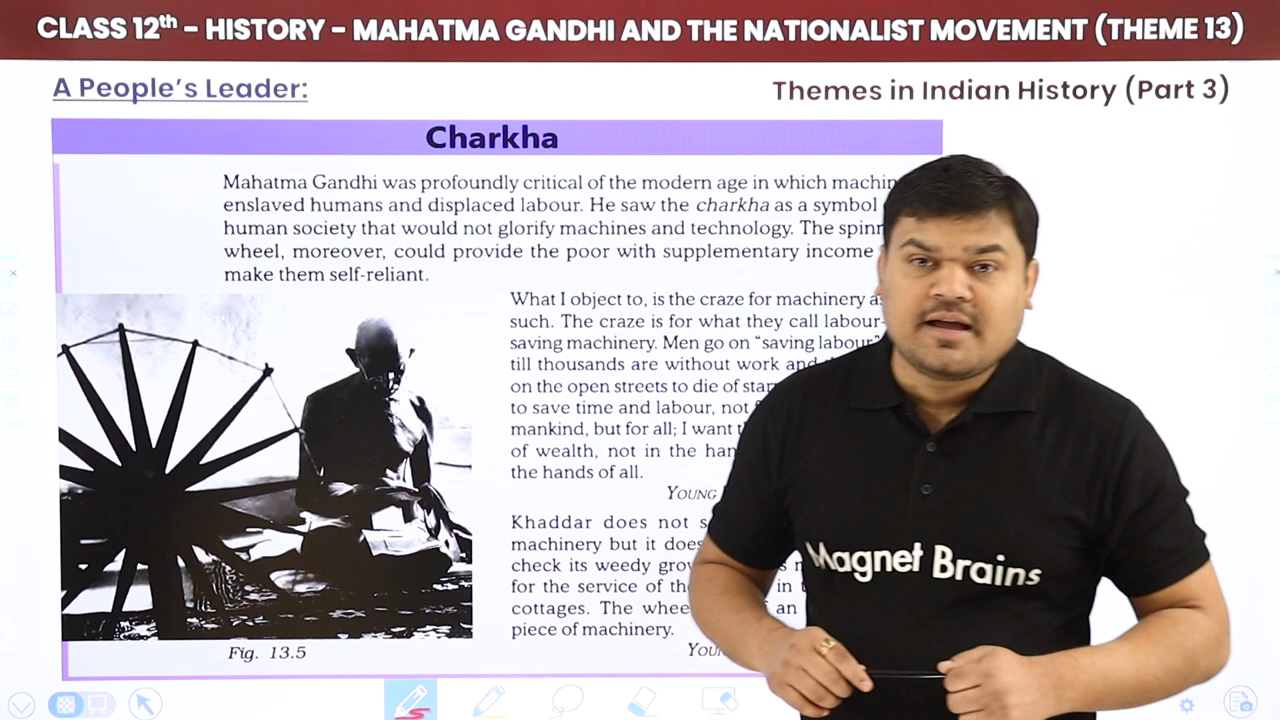 CLASS 12th - HISTORY - MAHATMA GANDHI AND THE NATIONALIST MOVEMENT (THEME 13)
A People's Leader:
Themes in Indian History (Part 3)
Charkha
Mahatma Gandhi was profoundly critical of the modern age in which
enslaved humans and displaced labour. He saw the charkha as a symbol
human society that would not glorify machines and technology. The
wheel, moreover, could provide the poor with supplementary income
make them self-reliant.
What I object to, is the craze for machinery
such. The craze is for what they call labour-
saving machinery. Men go on "saving labour"
till thousands are without work and
on the open streets to die of
to save time and labour, not
mankind, but for all; I want
of wealth, not in the
the hands of all.
YOUNG
Khaddar does not
machinery but it does
check its weedy
for the service of the in
cottages. The an
piece of machinery.
Fig. 13.5
Magnet Brains